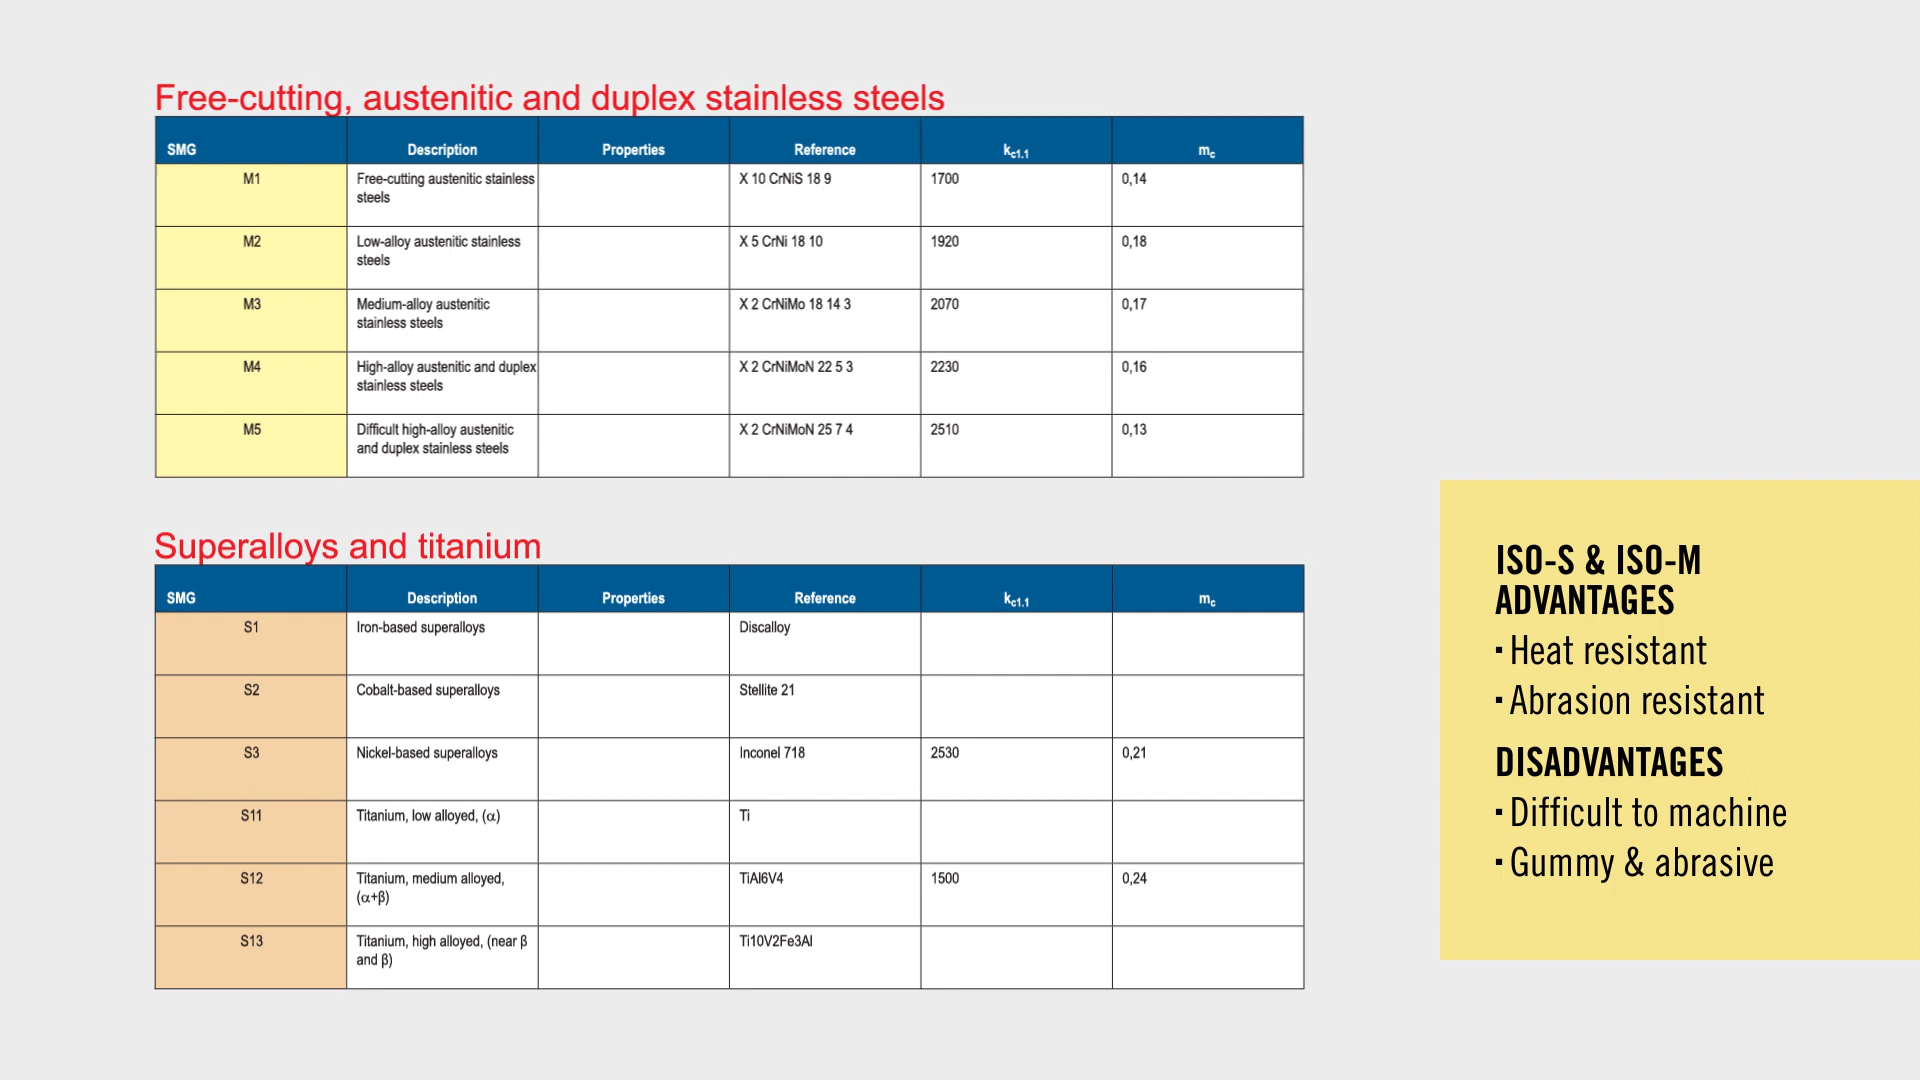 Free-cutting, austenitic and duplex stainless steels
SMG Description Properties Reference kc1.1 mc
M1 Free-cutting austenitic stainless steels X 10 CrNiS 18 9 1700 0,14
M2 Low-alloy austenitic stainless steels X 5 CrNi 18 10 1920 0,18
M3 Medium-alloy austenitic stainless steels X 2 CrNiMo 18 14 3 2070 0,17
M4 High-alloy austenitic and duplex stainless steels X 2 CrNiMoN 22 5 3 2230 0,16
M5 Difficult high-alloy austenitic and duplex stainless steels X 2 CrNiMoN 25 7 4 2510 0,13
Superalloys and titanium
SMG Description Properties Reference kc1.1 mc
S1 Iron-based superalloys Discalloy
S2 Cobalt-based superalloys Stellite 21
S3 Nickel-based superalloys Inconel 718 2530 0,21
S11 Titanium, low alloyed, (α) Ti
S12 Titanium, medium alloyed, (α+β) TiAl6V4 1500 0,24
S13 Titanium, high alloyed, (near β and β) Ti10V2Fe3Al
ISO-S & ISO-M
ADVANTAGES
▪ Heat resistant
▪ Abrasion resistant
DISADVANTAGES
▪ Difficult to machine
▪ Gummy & abrasive